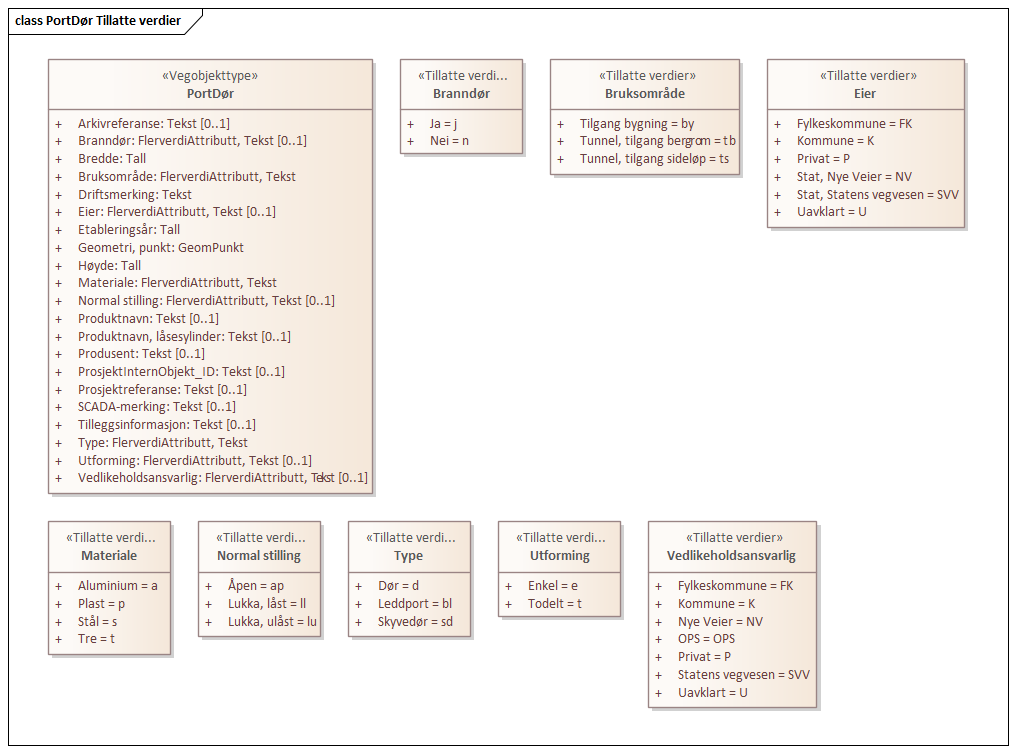 class PortDør Tillatte verdier
«Vegobjekttype»
PortDør
+ Arkivreferanse: Tekst [0..1]
+ Branndør: FlerverdiAttributt, Tekst [0..1]
+ Bredde: Tall
+ Bruksområde: FlerverdiAttributt, Tekst
+ Driftsmerking: Tekst
+ Eier: FlerverdiAttributt, Tekst [0..1]
+ Etableringsår: Tall
+ Geometri, punkt: GeomPunkt
+ Høyde: Tall
+ Materiale: FlerverdiAttributt, Tekst
+ Normal stilling: FlerverdiAttributt, Tekst [0..1]
+ Produktnavn: Tekst [0..1]
+ Produktnavn, låsesylinder: Tekst [0..1]
+ Produsent: Tekst [0..1]
+ ProsjektInternObjekt_ID: Tekst [0..1]
+ Prosjektreferanse: Tekst [0..1]
+ SCADA-merking: Tekst [0..1]
+ Tilleggsinformasjon: Tekst [0..1]
+ Type: FlerverdiAttributt, Tekst
+ Utforming: FlerverdiAttributt, Tekst [0..1]
+ Vedlikeholdsansvarlig: FlerverdiAttributt, Tekst [0..1]
«Tillatte verdi...
Branndør
+ Ja = j
+ Nei = n
«Tillatte verdier»
Bruksområde
+ Tilgang bygning = by
+ Tunnel, tilgang bergrom = tb
+ Tunnel, tilgang sideløp = ts
«Tillatte verdier»
Eier
+ Fylkeskommune = FK
+ Kommune = K
+ Privat = P
+ Stat, Nye Veier = NV
+ Stat, Statens vegvesen = SVV
+ Uavklart = U
«Tillatte verdi...
Materiale
+ Aluminium = a
+ Plast = p
+ Stål = s
+ Tre = t
«Tillatte verdi...
Normal stilling
+ Åpen = ap
+ Lukka, låst = ll
+ Lukka, ulåst = lu
«Tillatte verdi...
Type
+ Dør = d
+ Leddport = bl
+ Skyvedør = sd
«Tillatte verdi...
Utforming
+ Enkel = e
+ Todelt = t
«Tillatte verdier»
Vedlikeholdsansvarlig
+ Fylkeskommune = FK
+ Kommune = K
+ Nye Veier = NV
+ OPS = OPS
+ Privat = P
+ Statens vegvesen = SVV
+ Uavklart = U